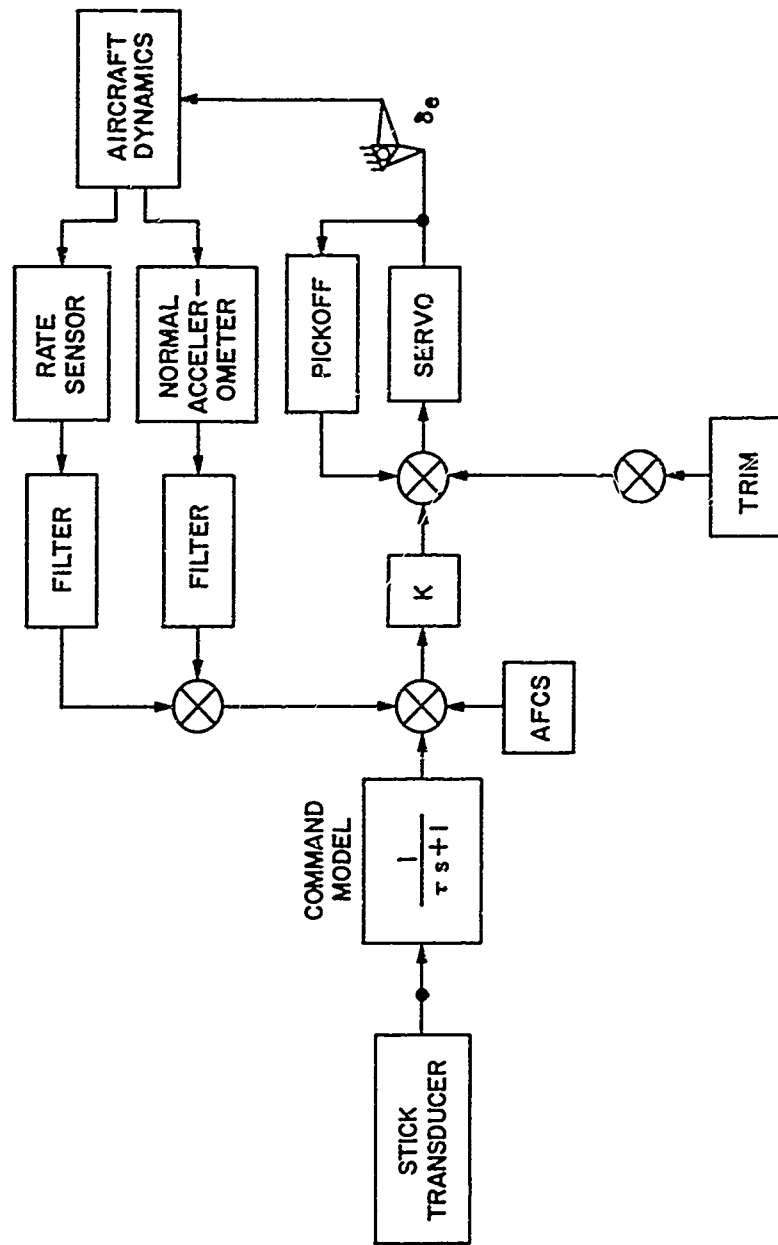 AIRCRAFT
DYNAMICS
RATE
SENSOR
FILTER
NORMAL
ACCELER-
OMETER
FILTER
PICKOFF
δe
SERVO
K
COMMAND
MODEL
1
τ s + 1
STICK
TRANSDUCER
AFCS
TRIM